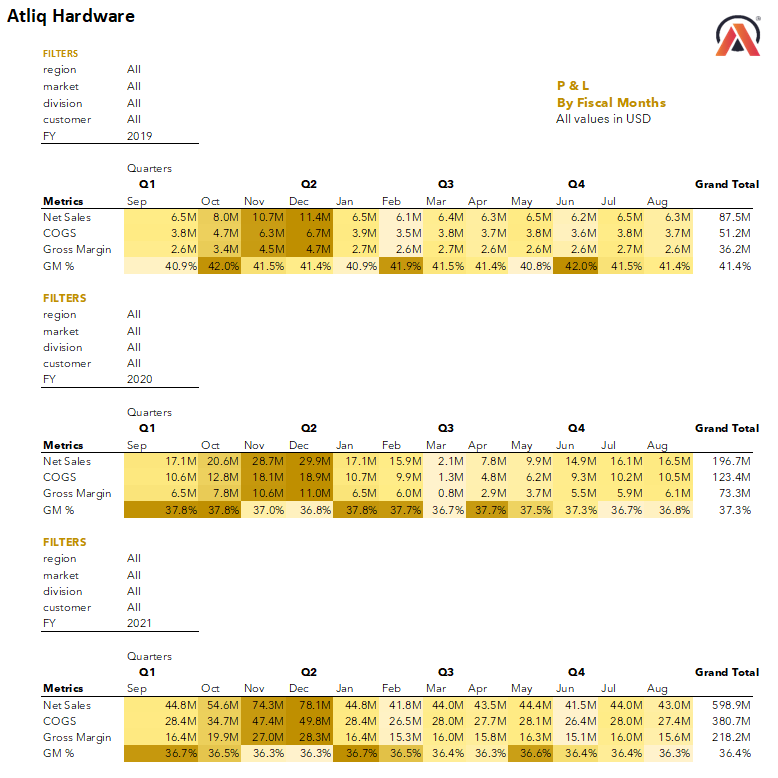 Atliq Hardware
FILTERS
region All
market All
division All
customer All
FY 2019
P & L
By Fiscal Months
All values in USD
Quarters
Q1 Q2 Q3 Q4 Grand Total
Metrics Sep Oct Nov Dec Jan Feb Mar Apr May Jun Jul Aug
Net Sales 6.5M 8.0M 10.7M 11.4M 6.5M 6.1M 6.4M 6.3M 6.5M 6.2M 6.5M 6.3M 87.5M
COGS 3.8M 4.7M 6.3M 6.7M 3.9M 3.5M 3.8M 3.7M 3.8M 3.6M 3.8M 3.7M 51.2M
Gross Margin 2.6M 3.4M 4.5M 4.7M 2.7M 2.6M 2.7M 2.6M 2.6M 2.6M 2.7M 2.6M 36.2M
GM % 40.9% 42.0% 41.5% 41.4% 40.9% 41.9% 41.5% 41.4% 40.8% 42.0% 41.5% 41.4% 41.4%
FILTERS
region All
market All
division All
customer All
FY 2020
Quarters
Q1 Q2 Q3 Q4 Grand Total
Metrics Sep Oct Nov Dec Jan Feb Mar Apr May Jun Jul Aug
Net Sales 17.1M 20.6M 28.7M 29.9M 17.1M 15.9M 2.1M 7.8M 9.9M 14.9M 16.1M 16.5M 196.7M
COGS 10.6M 12.8M 18.1M 18.9M 10.7M 9.9M 1.3M 4.8M 6.2M 9.3M 10.2M 10.5M 123.4M
Gross Margin 6.5M 7.8M 10.6M 11.0M 6.5M 6.0M 0.8M 2.9M 3.7M 5.5M 5.9M 6.1M 73.3M
GM % 37.8% 37.8% 37.0% 36.8% 37.8% 37.7% 36.7% 37.7% 37.5% 37.3% 36.7% 36.8% 37.3%
FILTERS
region All
market All
division All
customer All
FY 2021
Quarters
Q1 Q2 Q3 Q4 Grand Total
Metrics Sep Oct Nov Dec Jan Feb Mar Apr May Jun Jul Aug
Net Sales 44.8M 54.6M 74.3M 78.1M 44.8M 41.8M 44.0M 43.5M 44.4M 41.5M 44.0M 43.0M 598.9M
COGS 28.4M 34.7M 47.4M 49.8M 28.4M 26.5M 28.0M 27.7M 28.1M 26.4M 28.0M 27.4M 380.7M
Gross Margin 16.4M 19.9M 27.0M 28.3M 16.4M 15.3M 16.0M 15.8M 16.3M 15.1M 16.0M 15.6M 218.2M
GM % 36.7% 36.5% 36.3% 36.3% 36.7% 36.5% 36.4% 36.3% 36.6% 36.4% 36.4% 36.3% 36.4%